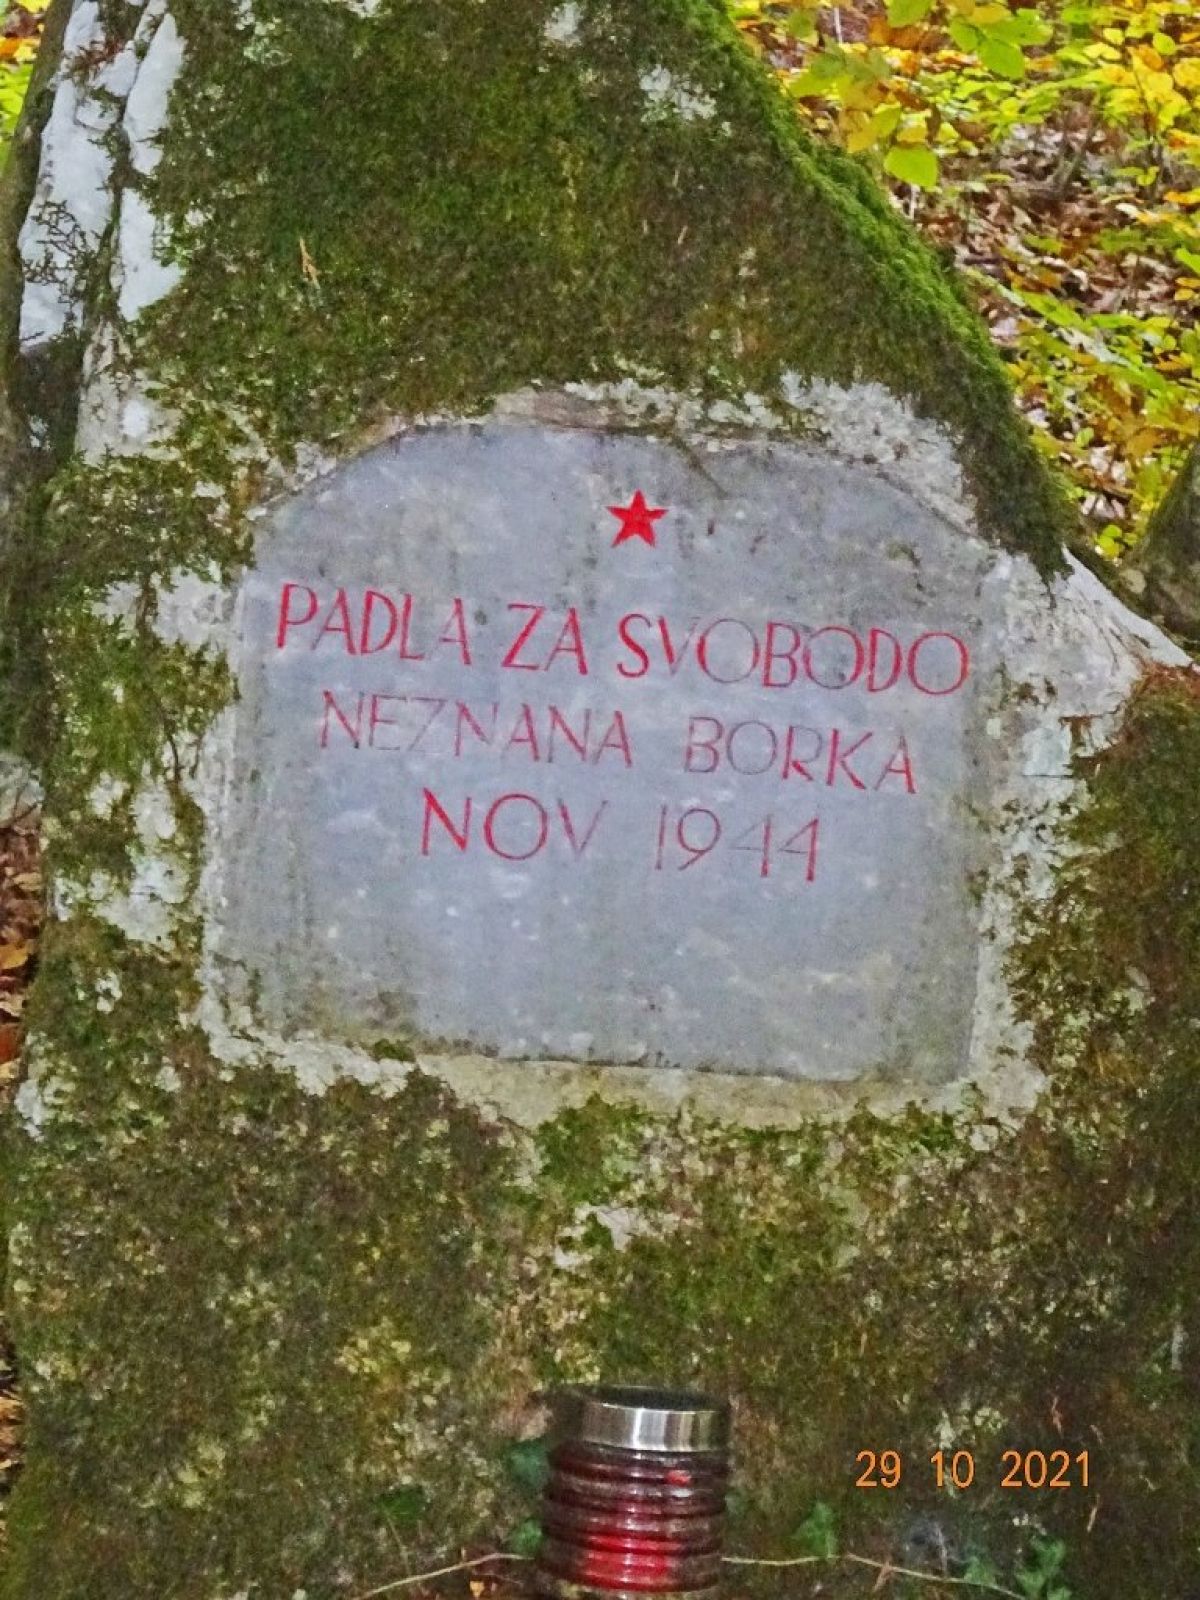 PADLA ZA SVOBODO
NEZNANA BORKA
NOV 1944
29 10 2021